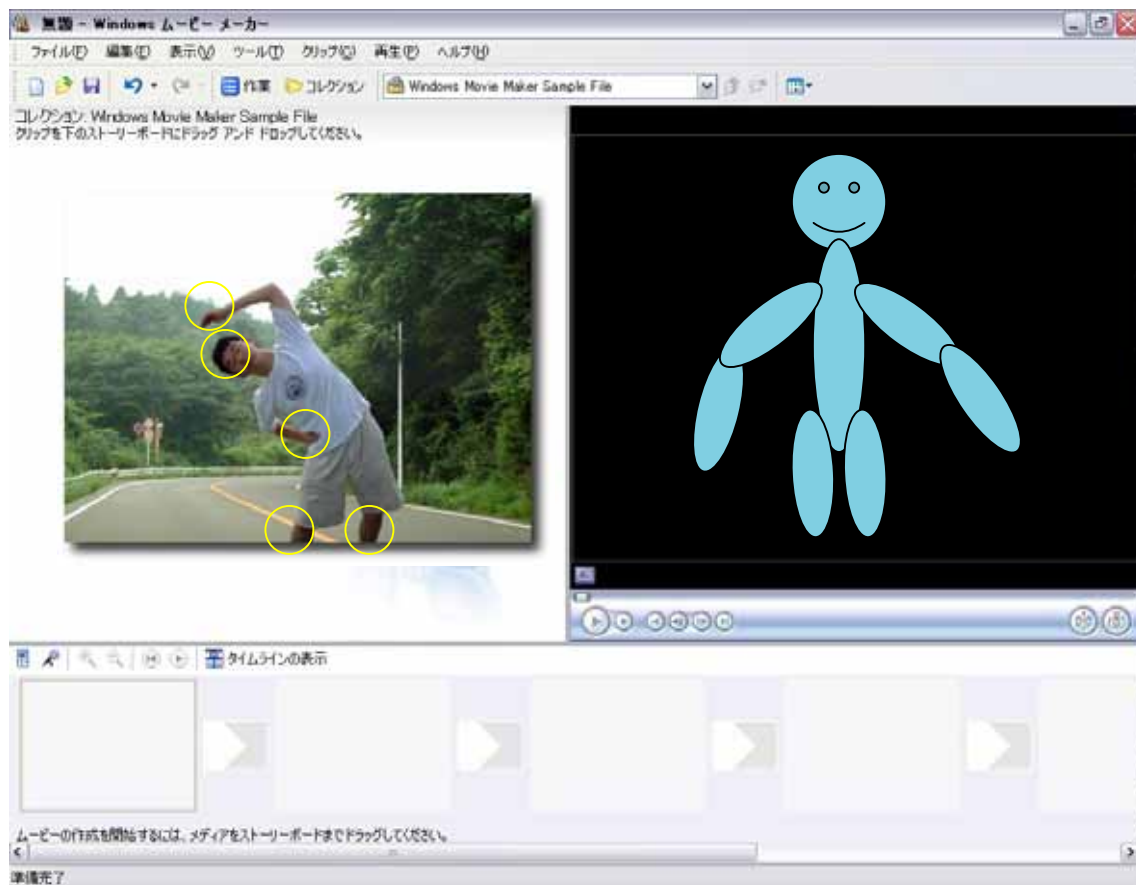 無題 - Windows ムービー メーカー
ファイル(F) 編集(E) 表示(V) ツール(T) クリップ(C) 再生(P) ヘルプ(H)
作業 コレクション Windows Movie Maker Sample File
コレクション: Windows Movie Maker Sample File
クリップを下のストーリーボードにドラッグ アンド ドロップしてください。
タイムラインの表示
ムービーの作成を開始するには、メディアをストーリーボードまでドラッグしてください。
準備完了